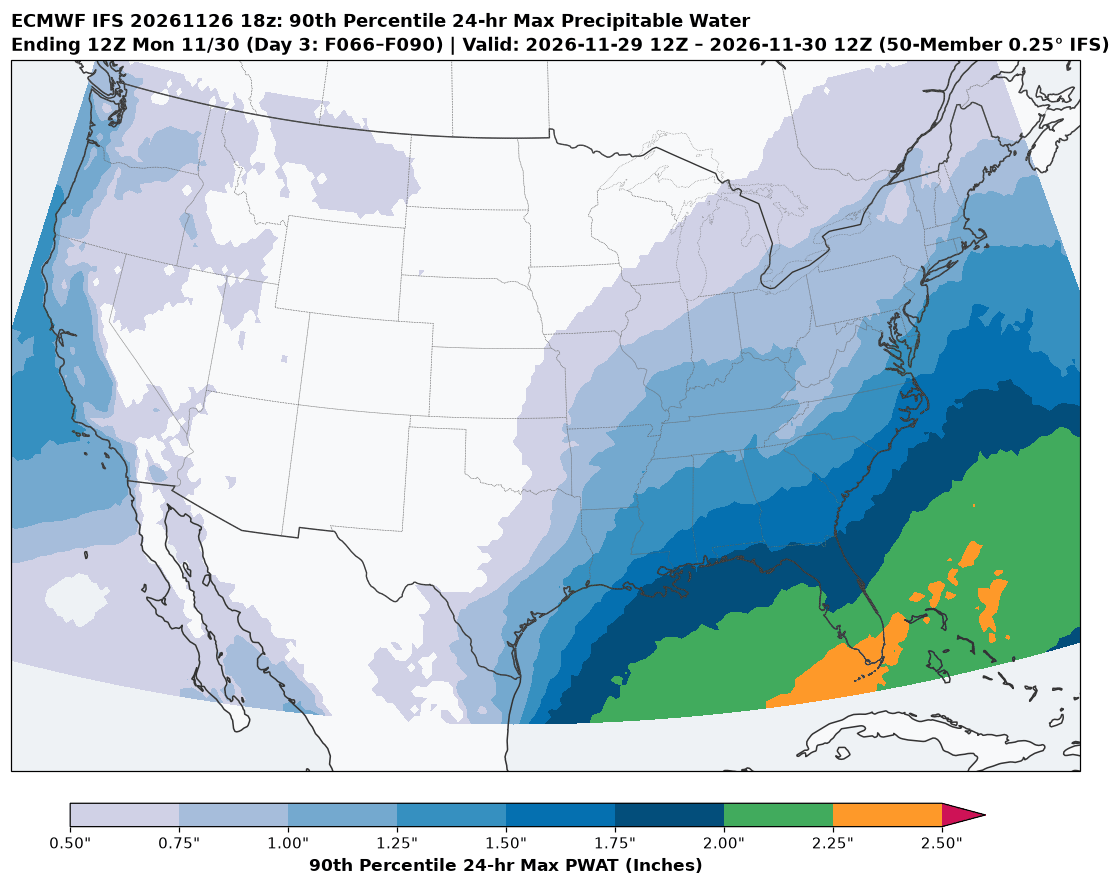 ECMWF IFS 20261126 18z: 90th Percentile 24-hr Max Precipitable Water
Ending 12Z Mon 11/30 (Day 3: F066–F090) | Valid: 2026-11-29 12Z – 2026-11-30 12Z (50-Member 0.25° IFS)
0.50" 0.75" 1.00" 1.25" 1.50" 1.75" 2.00" 2.25" 2.50"
90th Percentile 24-hr Max PWAT (Inches)